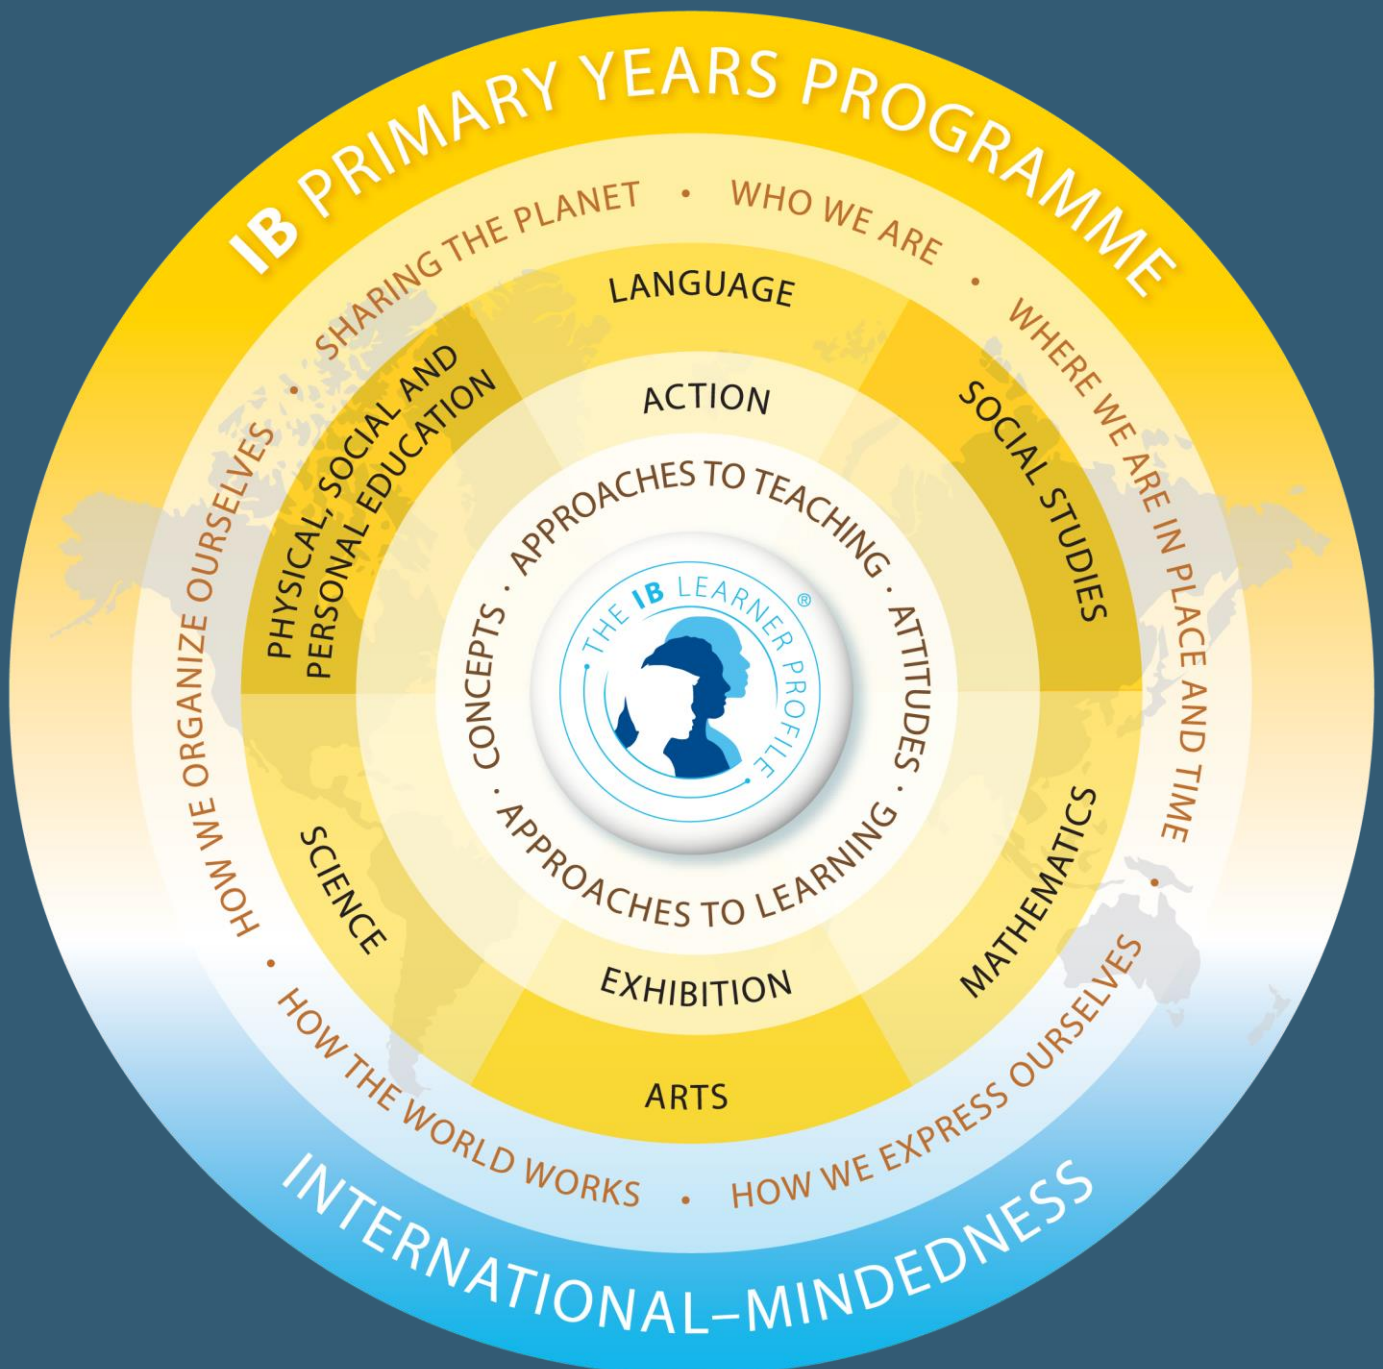 IB PRIMARY YEARS PROGRAMME
SHARING THE PLANET • WHO WE ARE • WHERE WE ARE IN PLACE AND TIME • HOW WE EXPRESS OURSELVES • HOW THE WORLD WORKS • HOW WE ORGANIZE OURSELVES •
LANGUAGE
SOCIAL STUDIES
MATHEMATICS
ARTS
SCIENCE
PHYSICAL, SOCIAL AND
PERSONAL EDUCATION
ACTION
EXHIBITION
APPROACHES TO TEACHING · ATTITUDES · APPROACHES TO LEARNING · CONCEPTS ·
THE IB LEARNER PROFILE ®
INTERNATIONAL–MINDEDNESS